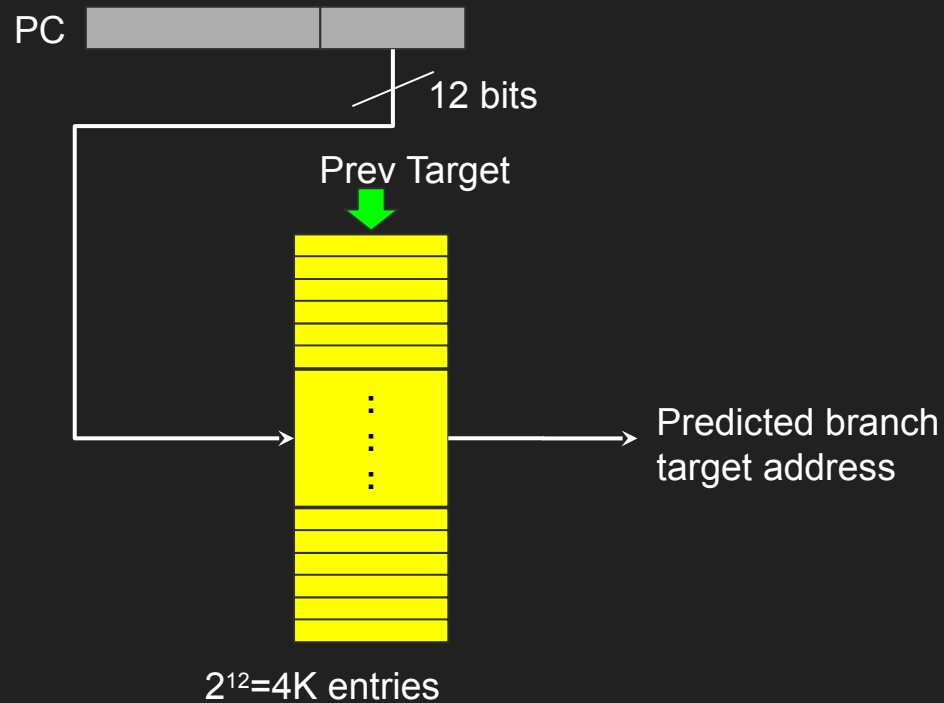 PC
12 bits
Prev Target
:
:
:
Predicted branch
target address
2¹²=4K entries